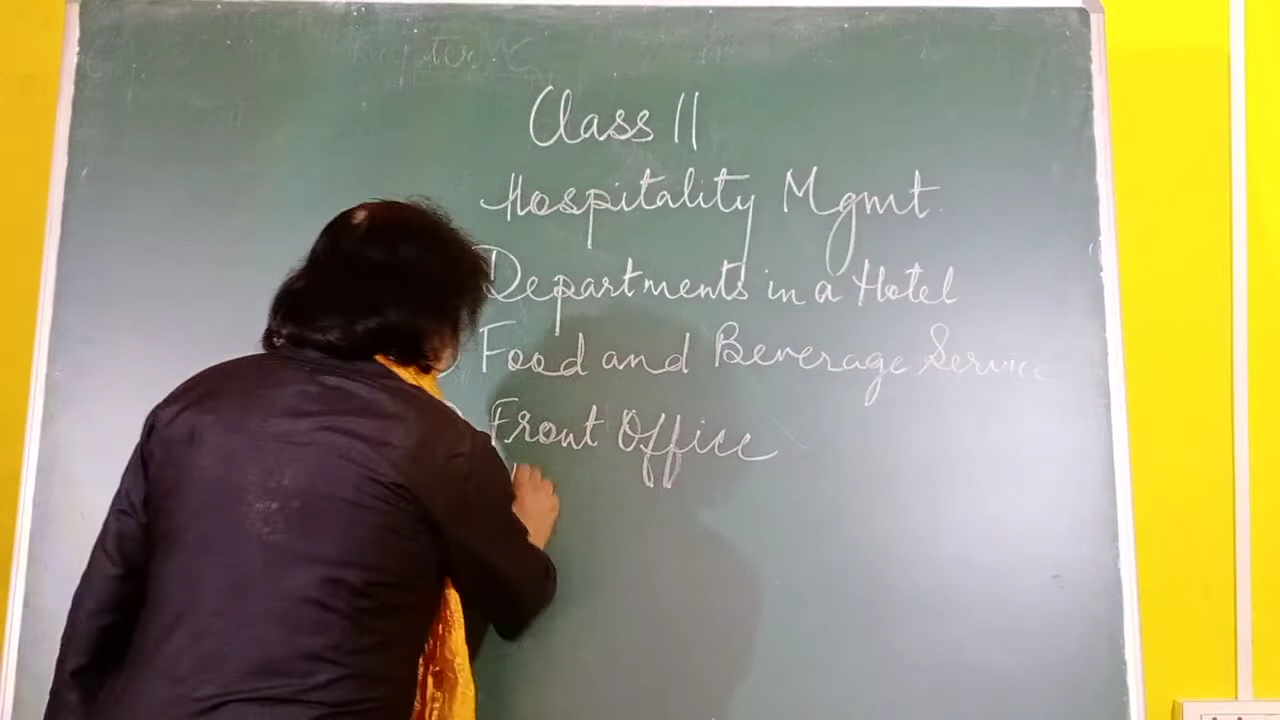 Class 11
Hospitality Mgmt.
Departments in a Hotel
Food and Beverage Service
Front Office